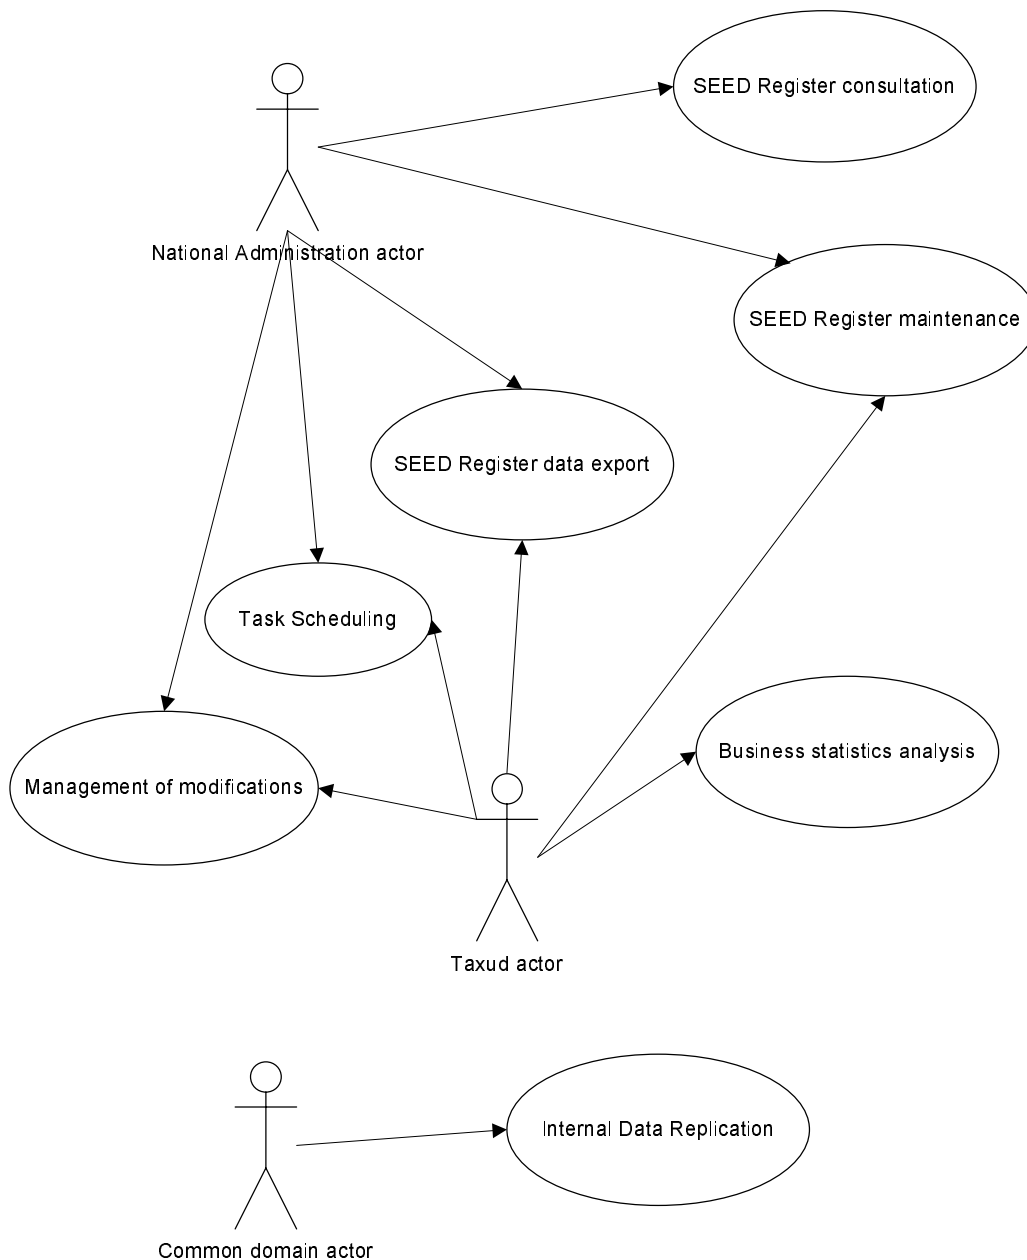 SEED Register consultation
National Administration actor
SEED Register maintenance
SEED Register data export
Task Scheduling
Business statistics analysis
Management of modifications
Taxud actor
Internal Data Replication
Common domain actor